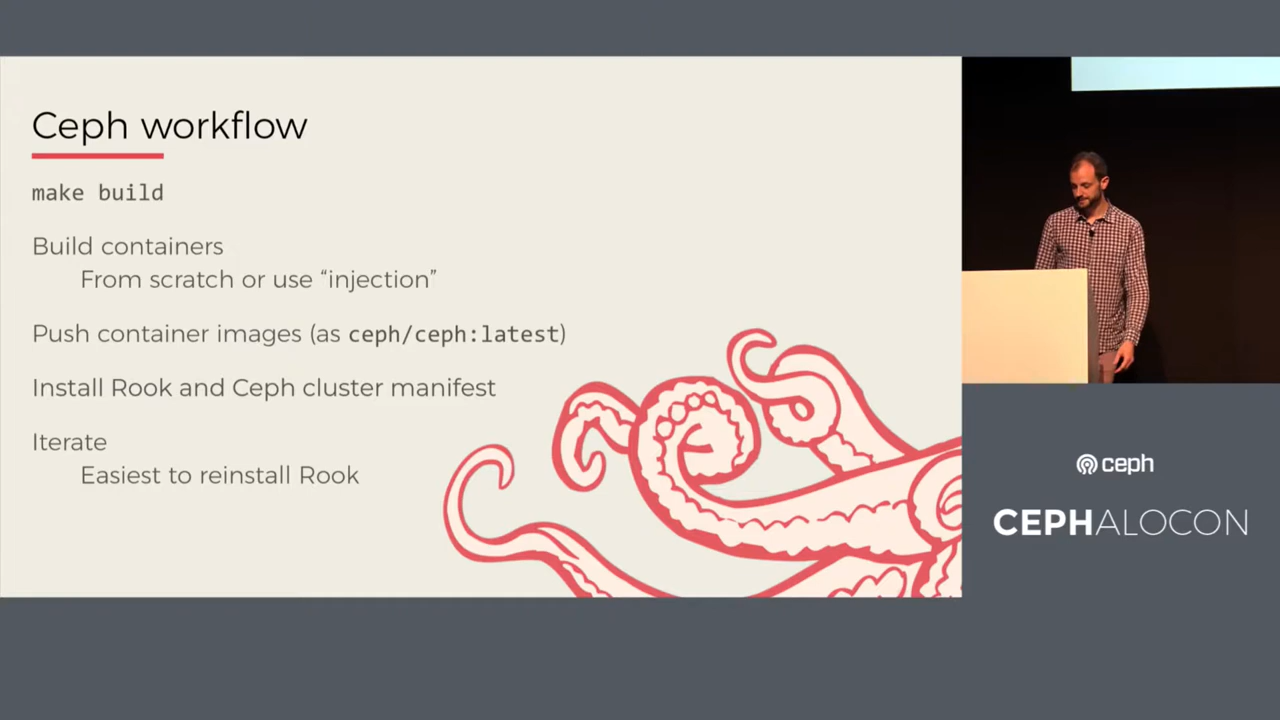 Ceph workflow
make build
Build containers
From scratch or use “injection”
Push container images (as ceph/ceph:latest)
Install Rook and Ceph cluster manifest
Iterate
Easiest to reinstall Rook
ceph
CEPHALOCON